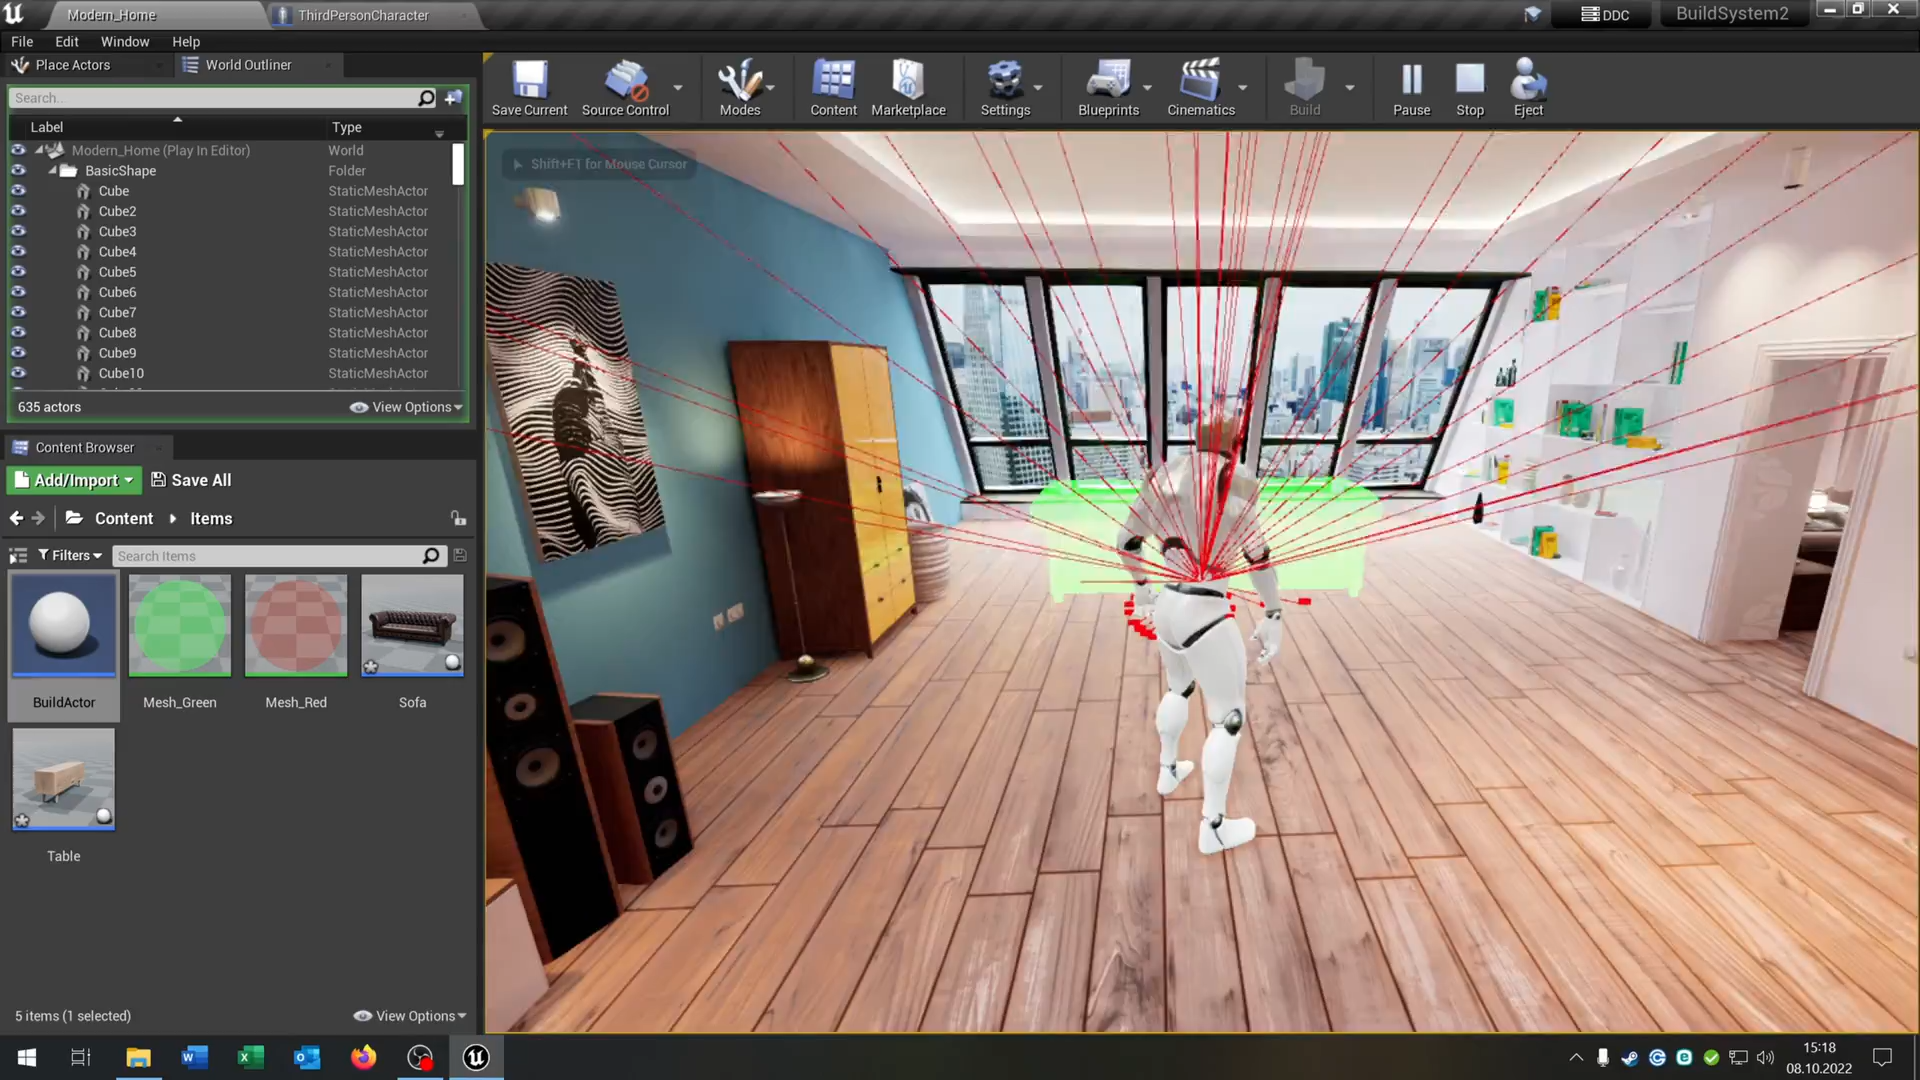 Modern_Home
ThirdPersonCharacter
DDC
BuildSystem2
File
Edit
Window
Help
Place Actors
World Outliner
Search..
Label
Type
Modern_Home (Play In Editor)
World
BasicShape
Folder
Cube
StaticMeshActor
Cube2
StaticMeshActor
Cube3
StaticMeshActor
Cube4
StaticMeshActor
Cube5
StaticMeshActor
Cube6
StaticMeshActor
Cube7
StaticMeshActor
Cube8
StaticMeshActor
Cube9
StaticMeshActor
Cube10
StaticMeshActor
635 actors
View Options
Save Current
Source Control
Modes
Content
Marketplace
Settings
Blueprints
Cinematics
Build
Pause
Stop
Eject
Shift+F1 for Mouse Cursor
Content Browser
Add/Import
Save All
Content
Items
Filters
Search Items
BuildActor
Mesh_Green
Mesh_Red
Sofa
Table
5 items (1 selected)
View Options
15:18
08.10.2022